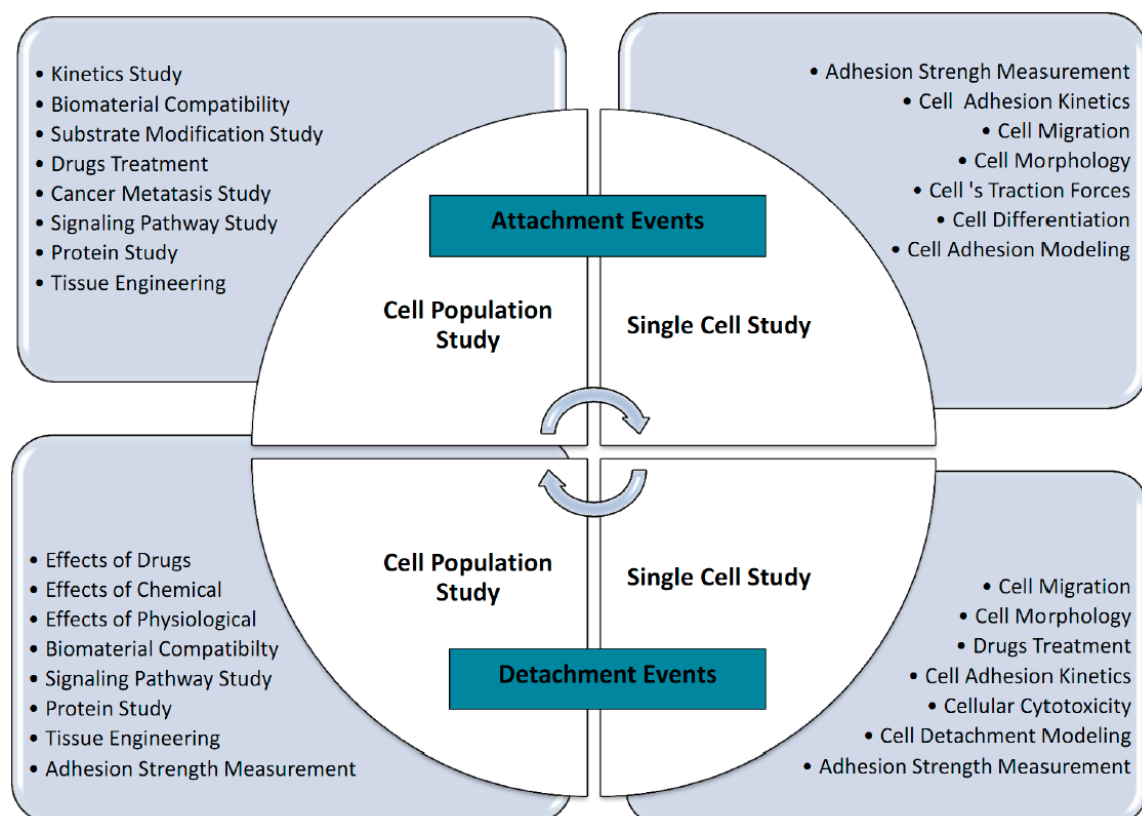 • Kinetics Study
• Biomaterial Compatibility
• Substrate Modification Study
• Drugs Treatment
• Cancer Metatasis Study
• Signaling Pathway Study
• Protein Study
• Tissue Engineering
• Adhesion Strengh Measurement
• Cell Adhesion Kinetics
• Cell Migration
• Cell Morphology
• Cell 's Traction Forces
• Cell Differentiation
• Cell Adhesion Modeling
Attachment Events
Cell Population
Study
Single Cell Study
Cell Population
Study
Single Cell Study
Detachment Events
• Effects of Drugs
• Effects of Chemical
• Effects of Physiological
• Biomaterial Compatibilty
• Signaling Pathway Study
• Protein Study
• Tissue Engineering
• Adhesion Strength Measurement
• Cell Migration
• Cell Morphology
• Drugs Treatment
• Cell Adhesion Kinetics
• Cellular Cytotoxicity
• Cell Detachment Modeling
• Adhesion Strength Measurement